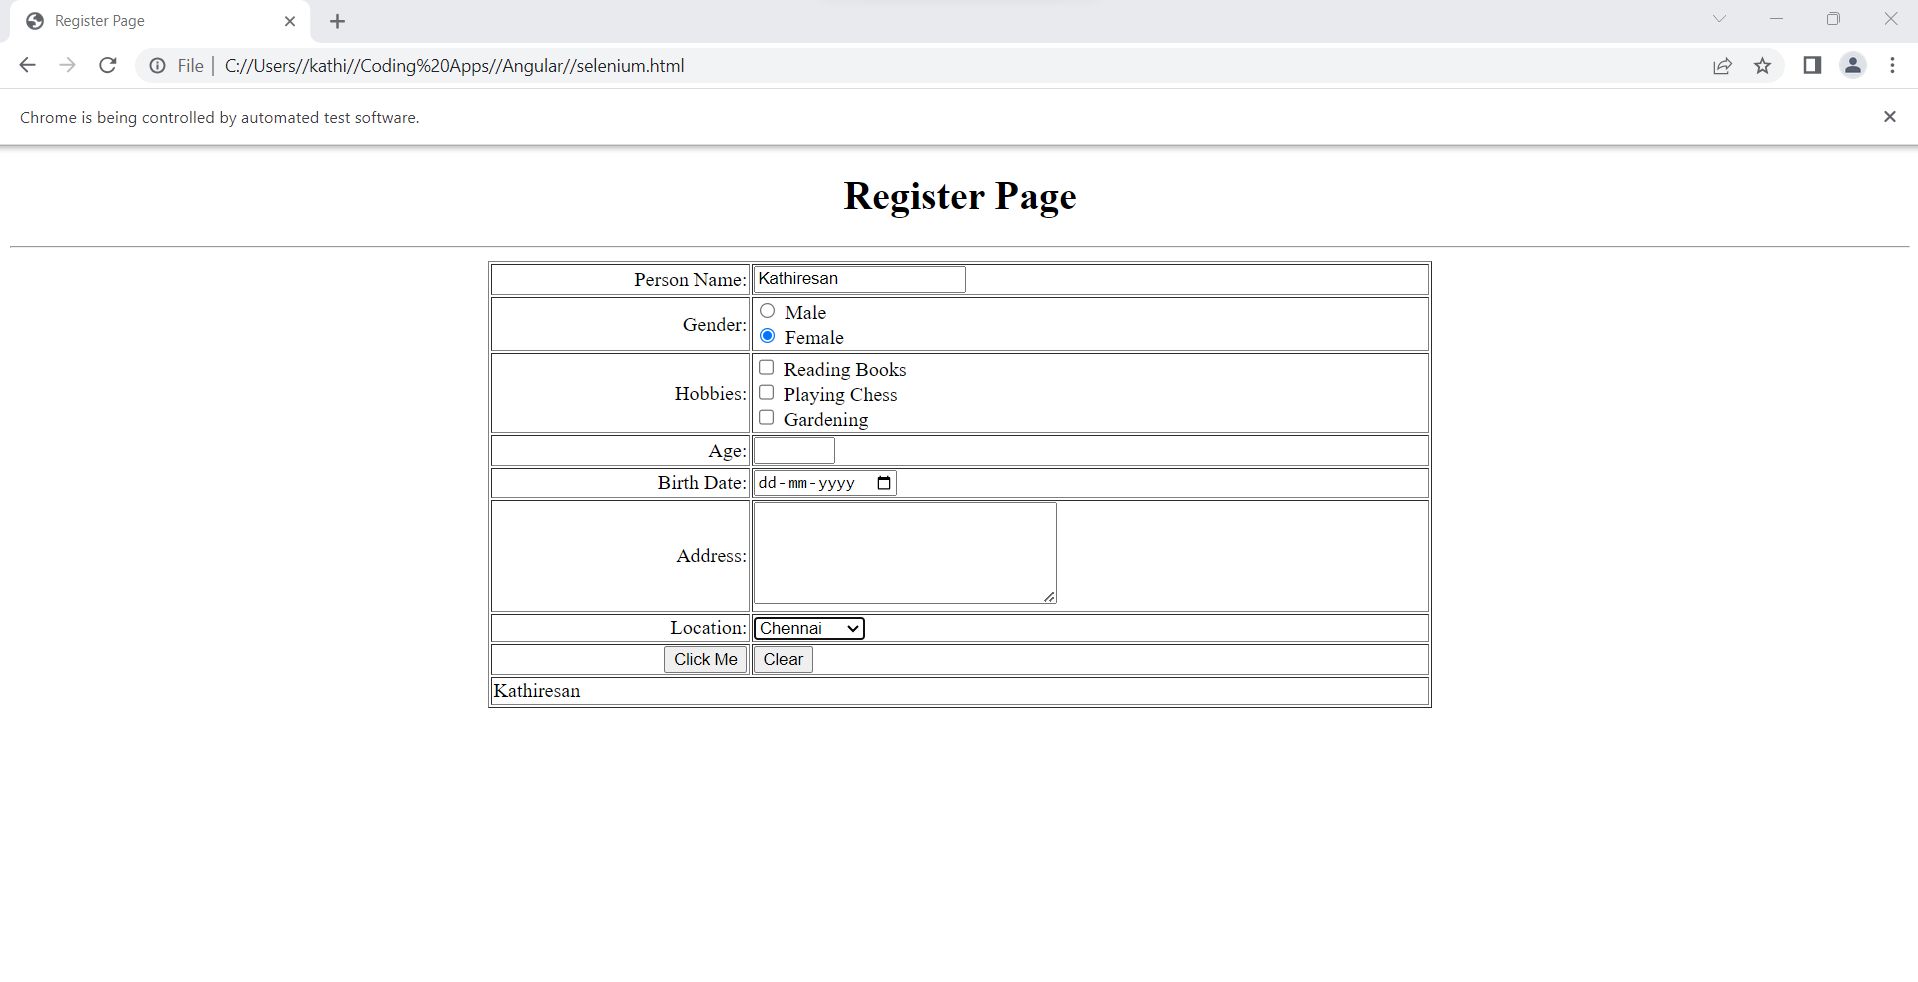 Register Page
File | C://Users//kathi//Coding%20Apps//Angular//selenium.html
Chrome is being controlled by automated test software.
Register Page
Person Name: Kathiresan
Gender: Male
Female
Hobbies: Reading Books
Playing Chess
Gardening
Age:
Birth Date: dd-mm-yyyy
Address:
Location: Chennai
Click Me Clear
Kathiresan